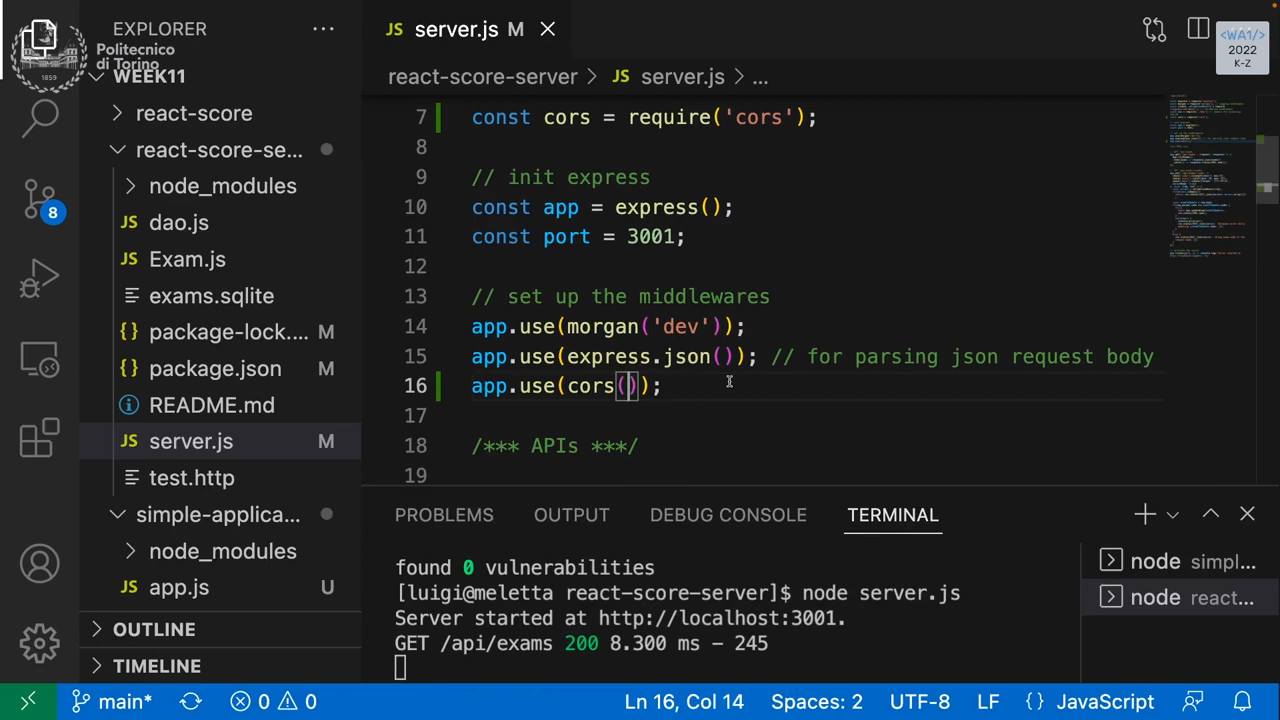 EXPLORER
Politecnico
di Torino
1859
WEEK11
react-score
react-score-se...
node_modules
JS dao.js
JS Exam.js
exams.sqlite
{} package-lock.... M
{} package.json M
README.md
JS server.js M
test.http
simple-applica...
node_modules
JS app.js U
OUTLINE
TIMELINE
8
JS server.js M
<WA1/>
2022
K-Z
react-score-server > JS server.js > ...
7 const cors = require('cors');
8
9 // init express
10 const app = express();
11 const port = 3001;
12
13 // set up the middlewares
14 app.use(morgan('dev'));
15 app.use(express.json()); // for parsing json request body
16 app.use(cors());
17
18 /*** APIs ***/
19
PROBLEMS OUTPUT DEBUG CONSOLE TERMINAL
found 0 vulnerabilities
[luigi@meletta react-score-server]$ node server.js
Server started at http://localhost:3001.
GET /api/exams 200 8.300 ms – 245
node simpl...
node react...
main* 0 0 Ln 16, Col 14 Spaces: 2 UTF-8 LF {} JavaScript